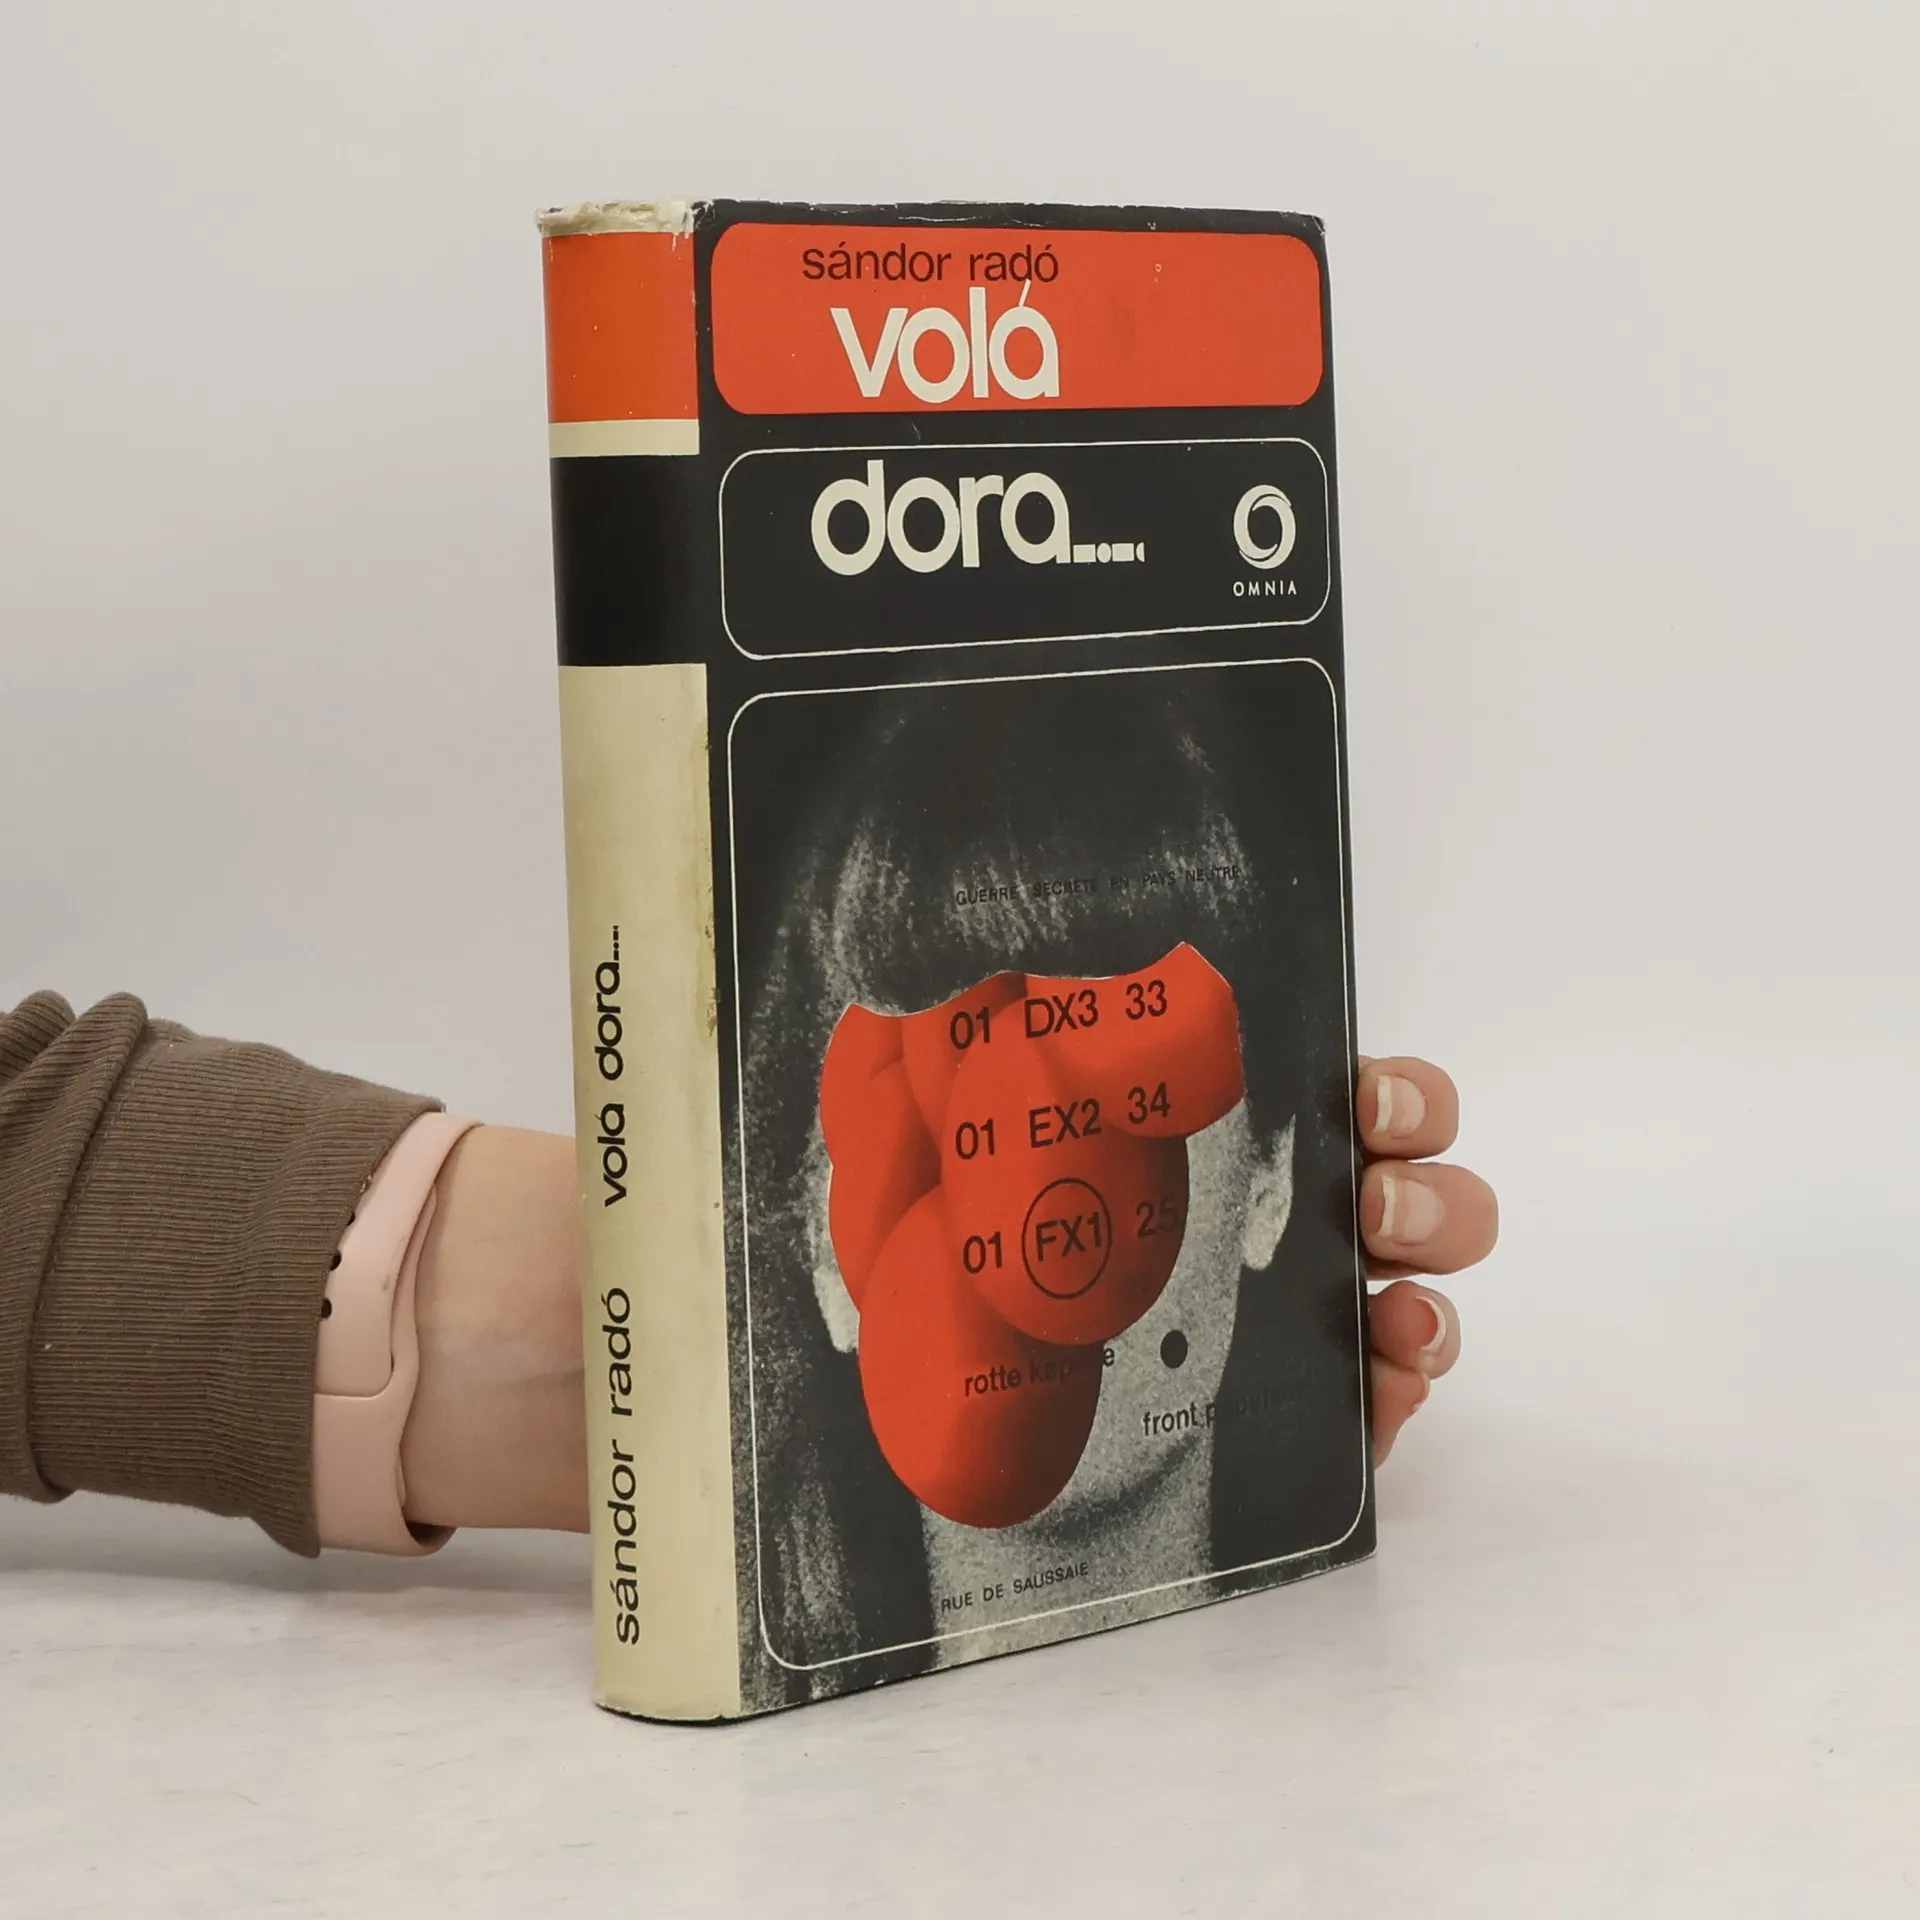 sándor radó
volá
dora
OMNIA
GUERRE SECRETE EN PAYS NEUTRE
01 DX3 33
01 EX2 34
01 FX1 25
rotte kapelle
front
RUE DE SAUSSAIE
sándor radó volá dora...